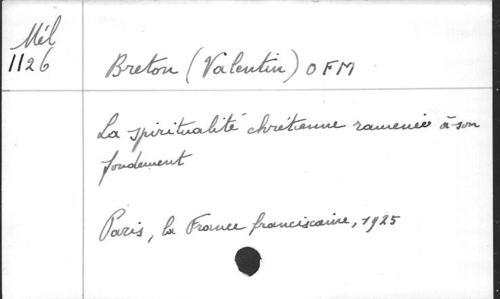 Mél
1126
Breton (Valentin) OFM
La spiritualité chrétienne ramenée à son
fondement
Paris, la France franciscaine, 1925